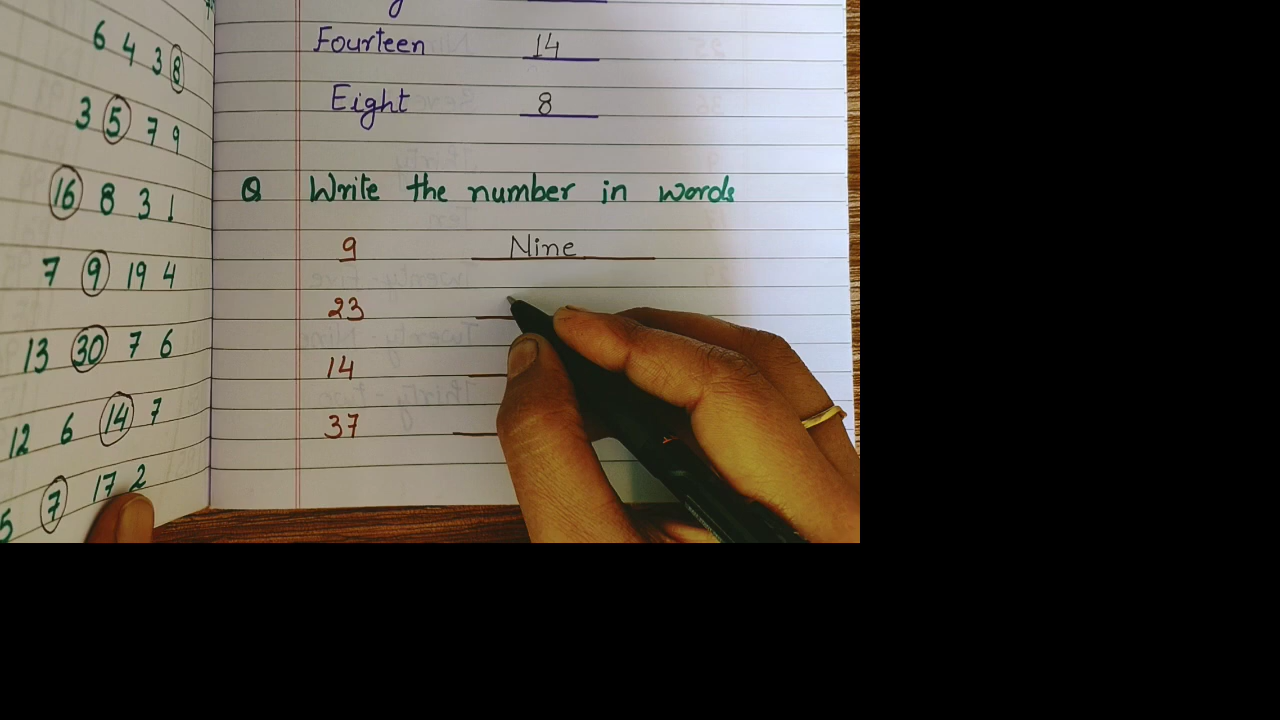 6 4 3 8
3 5 7 9
16 8 3 1
7 9 19 4
13 30 7 6
12 6 14 7
5 7 17 2
Fourteen 14
Eight 8
Q Write the number in words
9 Nine
23
14
37